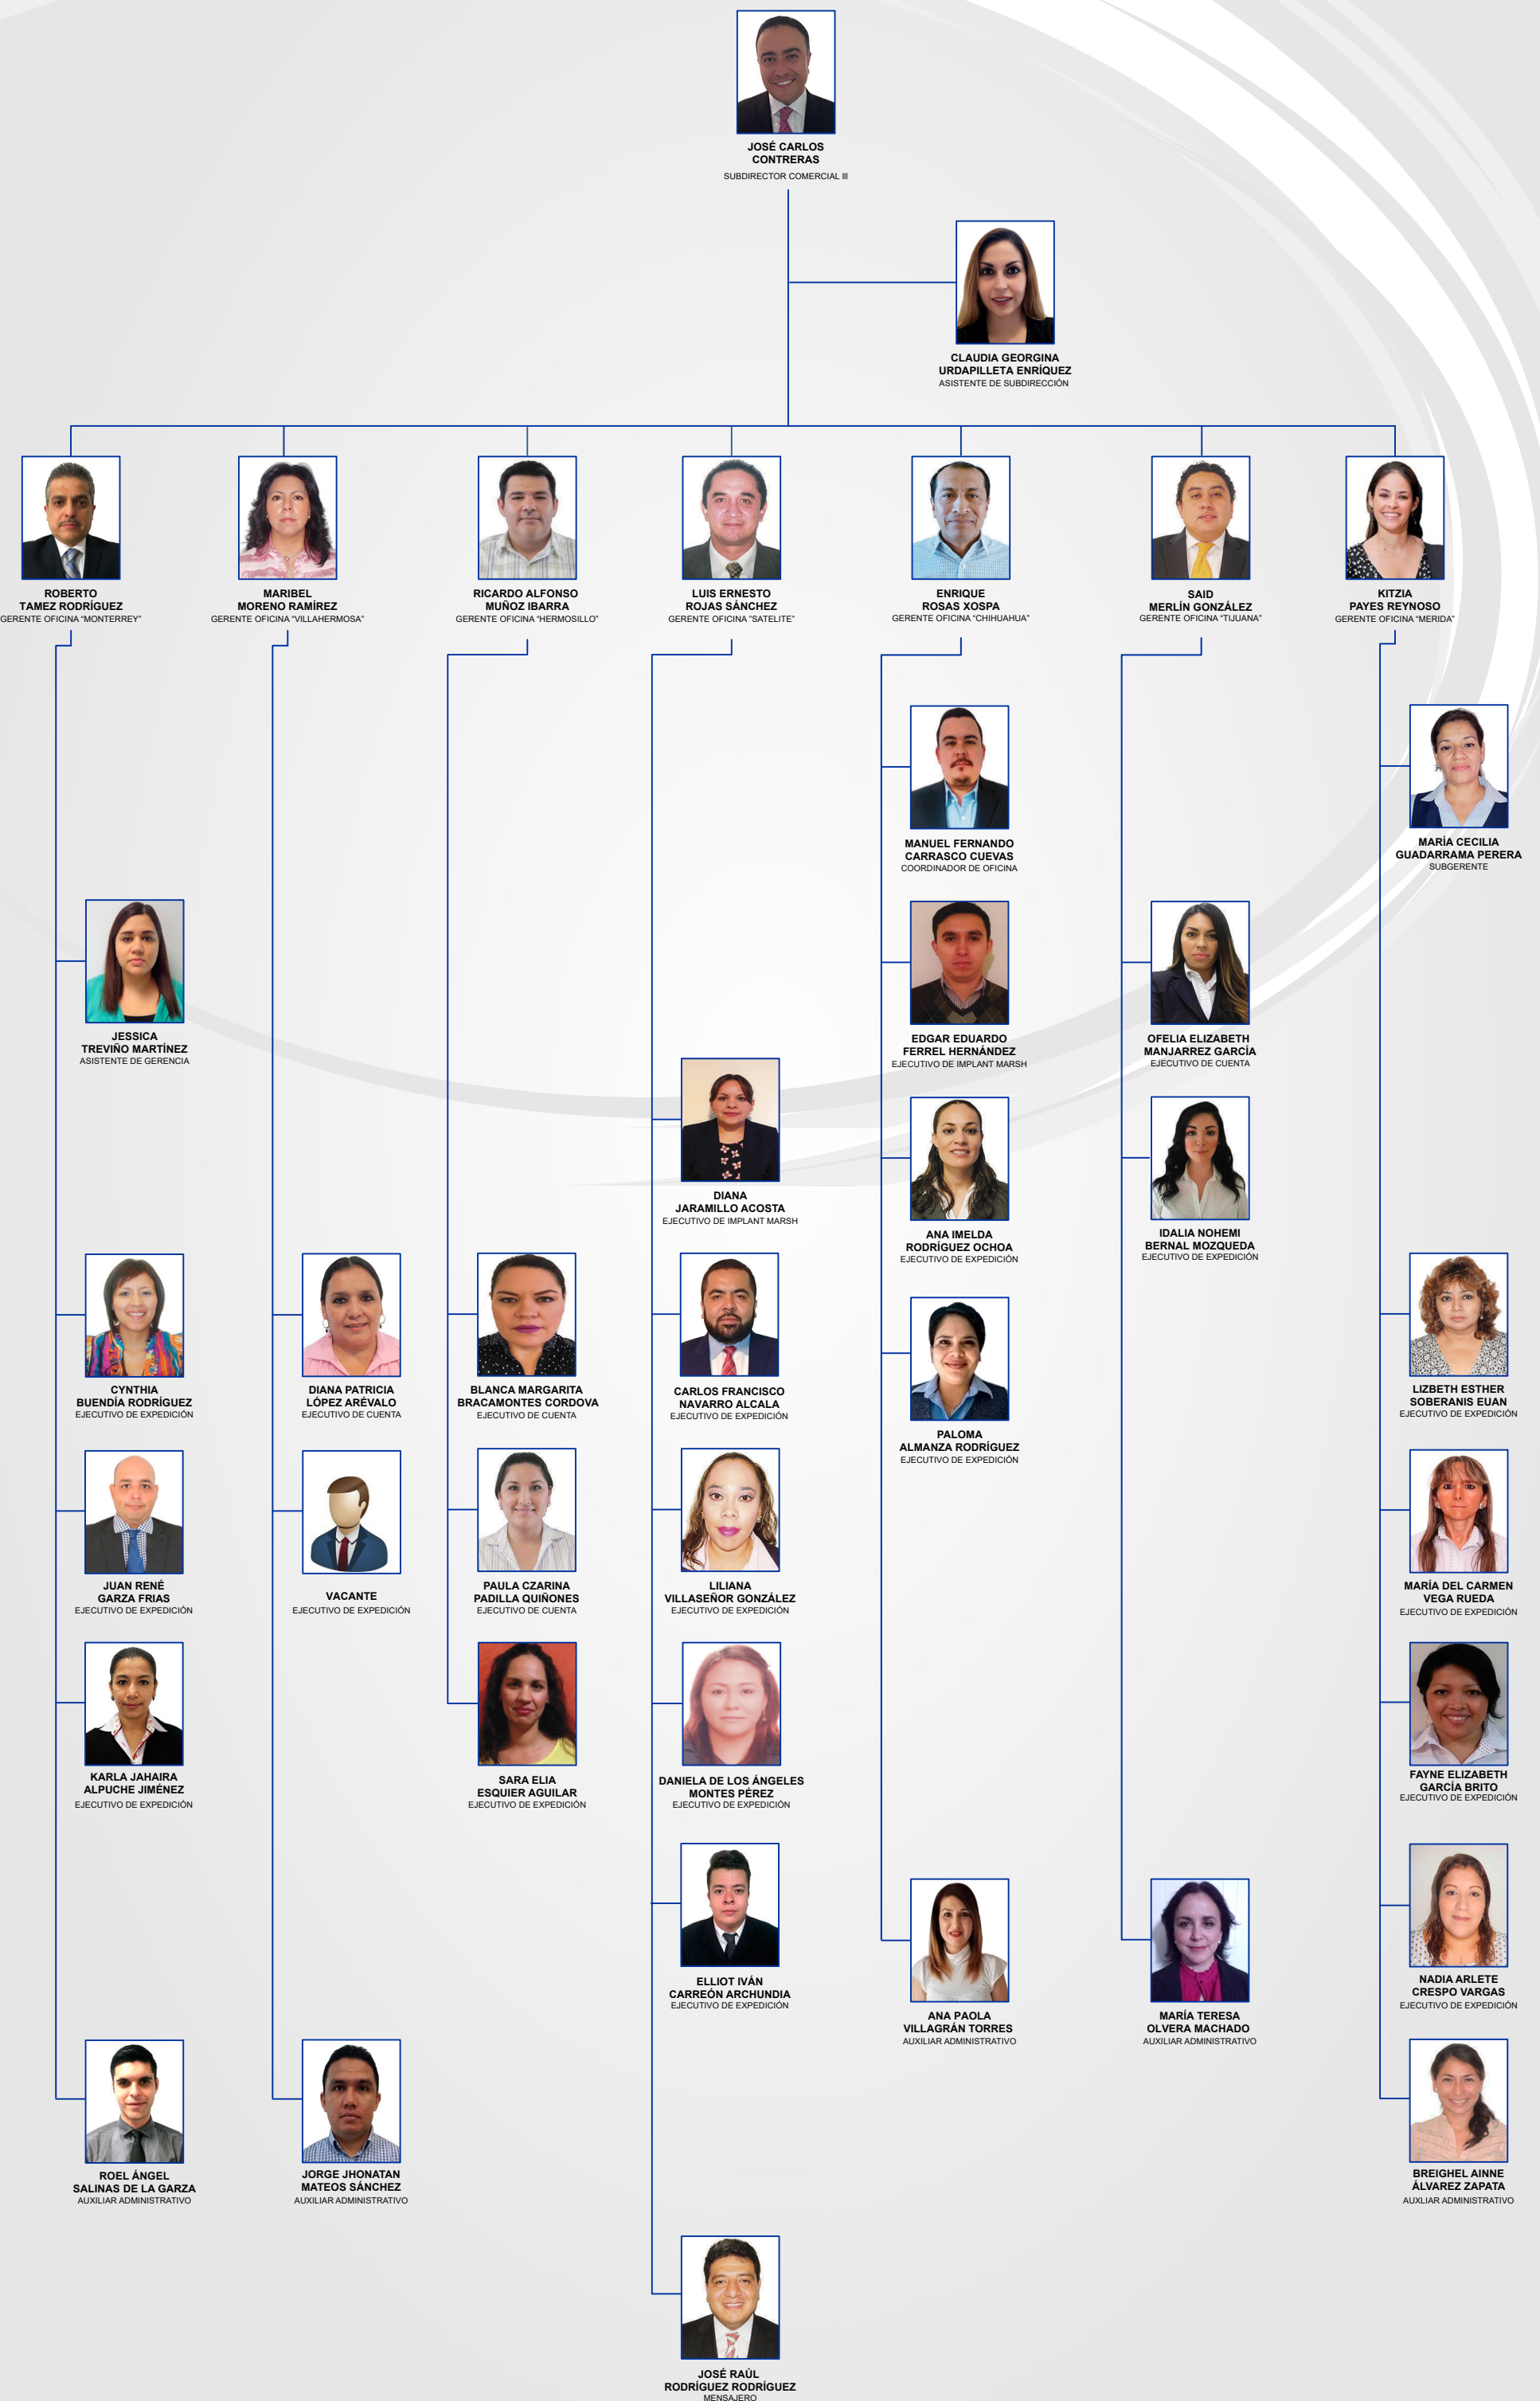 JOSÉ CARLOS
CONTRERAS
SUBDIRECTOR COMERCIAL III
CLAUDIA GEORGINA
URDAPILLETA ENRÍQUEZ
ASISTENTE DE SUBDIRECCIÓN
ROBERTO
TAMEZ RODRÍGUEZ
GERENTE OFICINA "MONTERREY"
MARIBEL
MORENO RAMÍREZ
GERENTE OFICINA "VILLAHERMOSA"
RICARDO ALFONSO
MUÑOZ IBARRA
GERENTE OFICINA "HERMOSILLO"
LUIS ERNESTO
ROJAS SÁNCHEZ
GERENTE OFICINA "SATELITE"
ENRIQUE
ROSAS XOSPA
GERENTE OFICINA "CHIHUAHUA"
SAID
MERLÍN GONZÁLEZ
GERENTE OFICINA "TIJUANA"
KITZIA
PAYES REYNOSO
GERENTE OFICINA "MERIDA"
JESSICA
TREVIÑO MARTÍNEZ
ASISTENTE DE GERENCIA
CYNTHIA
BUENDÍA RODRÍGUEZ
EJECUTIVO DE EXPEDICIÓN
JUAN RENÉ
GARZA FRIAS
EJECUTIVO DE EXPEDICIÓN
KARLA JAHAIRA
ALPUCHE JIMÉNEZ
EJECUTIVO DE EXPEDICIÓN
ROEL ÁNGEL
SALINAS DE LA GARZA
AUXILIAR ADMINISTRATIVO
DIANA PATRICIA
LÓPEZ ARÉVALO
EJECUTIVO DE CUENTA
VACANTE
EJECUTIVO DE EXPEDICIÓN
JORGE JHONATAN
MATEOS SÁNCHEZ
AUXILIAR ADMINISTRATIVO
BLANCA MARGARITA
BRACAMONTES CORDOVA
EJECUTIVO DE CUENTA
PAULA CZARINA
PADILLA QUIÑONES
EJECUTIVO DE CUENTA
SARA ELIA
ESQUIER AGUILAR
EJECUTIVO DE EXPEDICIÓN
DIANA
JARAMILLO ACOSTA
EJECUTIVO DE IMPLANT MARSH
CARLOS FRANCISCO
NAVARRO ALCALA
EJECUTIVO DE EXPEDICIÓN
LILIANA
VILLASEÑOR GONZÁLEZ
EJECUTIVO DE EXPEDICIÓN
DANIELA DE LOS ÁNGELES
MONTES PÉREZ
EJECUTIVO DE EXPEDICIÓN
ELLIOT IVÁN
CARREÓN ARCHUNDIA
EJECUTIVO DE EXPEDICIÓN
JOSÉ RAÚL
RODRÍGUEZ RODRÍGUEZ
MENSAJERO
MANUEL FERNANDO
CARRASCO CUEVAS
COORDINADOR DE OFICINA
EDGAR EDUARDO
FERREL HERNÁNDEZ
EJECUTIVO DE IMPLANT MARSH
ANA IMELDA
RODRÍGUEZ OCHOA
EJECUTIVO DE EXPEDICIÓN
PALOMA
ALMANZA RODRÍGUEZ
EJECUTIVO DE EXPEDICIÓN
ANA PAOLA
VILLAGRÁN TORRES
AUXILIAR ADMINISTRATIVO
OFELIA ELIZABETH
MANJARREZ GARCÍA
EJECUTIVO DE CUENTA
IDALIA NOHEMI
BERNAL MOZQUEDA
EJECUTIVO DE EXPEDICIÓN
MARÍA TERESA
OLVERA MACHADO
AUXILIAR ADMINISTRATIVO
MARÍA CECILIA
GUADARRAMA PERERA
SUBGERENTE
LIZBETH ESTHER
SOBERANIS EUAN
EJECUTIVO DE EXPEDICIÓN
MARÍA DEL CARMEN
VEGA RUEDA
EJECUTIVO DE EXPEDICIÓN
FAYNE ELIZABETH
GARCÍA BRITO
EJECUTIVO DE EXPEDICIÓN
NADIA ARLETE
CRESPO VARGAS
EJECUTIVO DE EXPEDICIÓN
BREIGHEL AINNE
ÁLVAREZ ZAPATA
AUXLIAR ADMINISTRATIVO